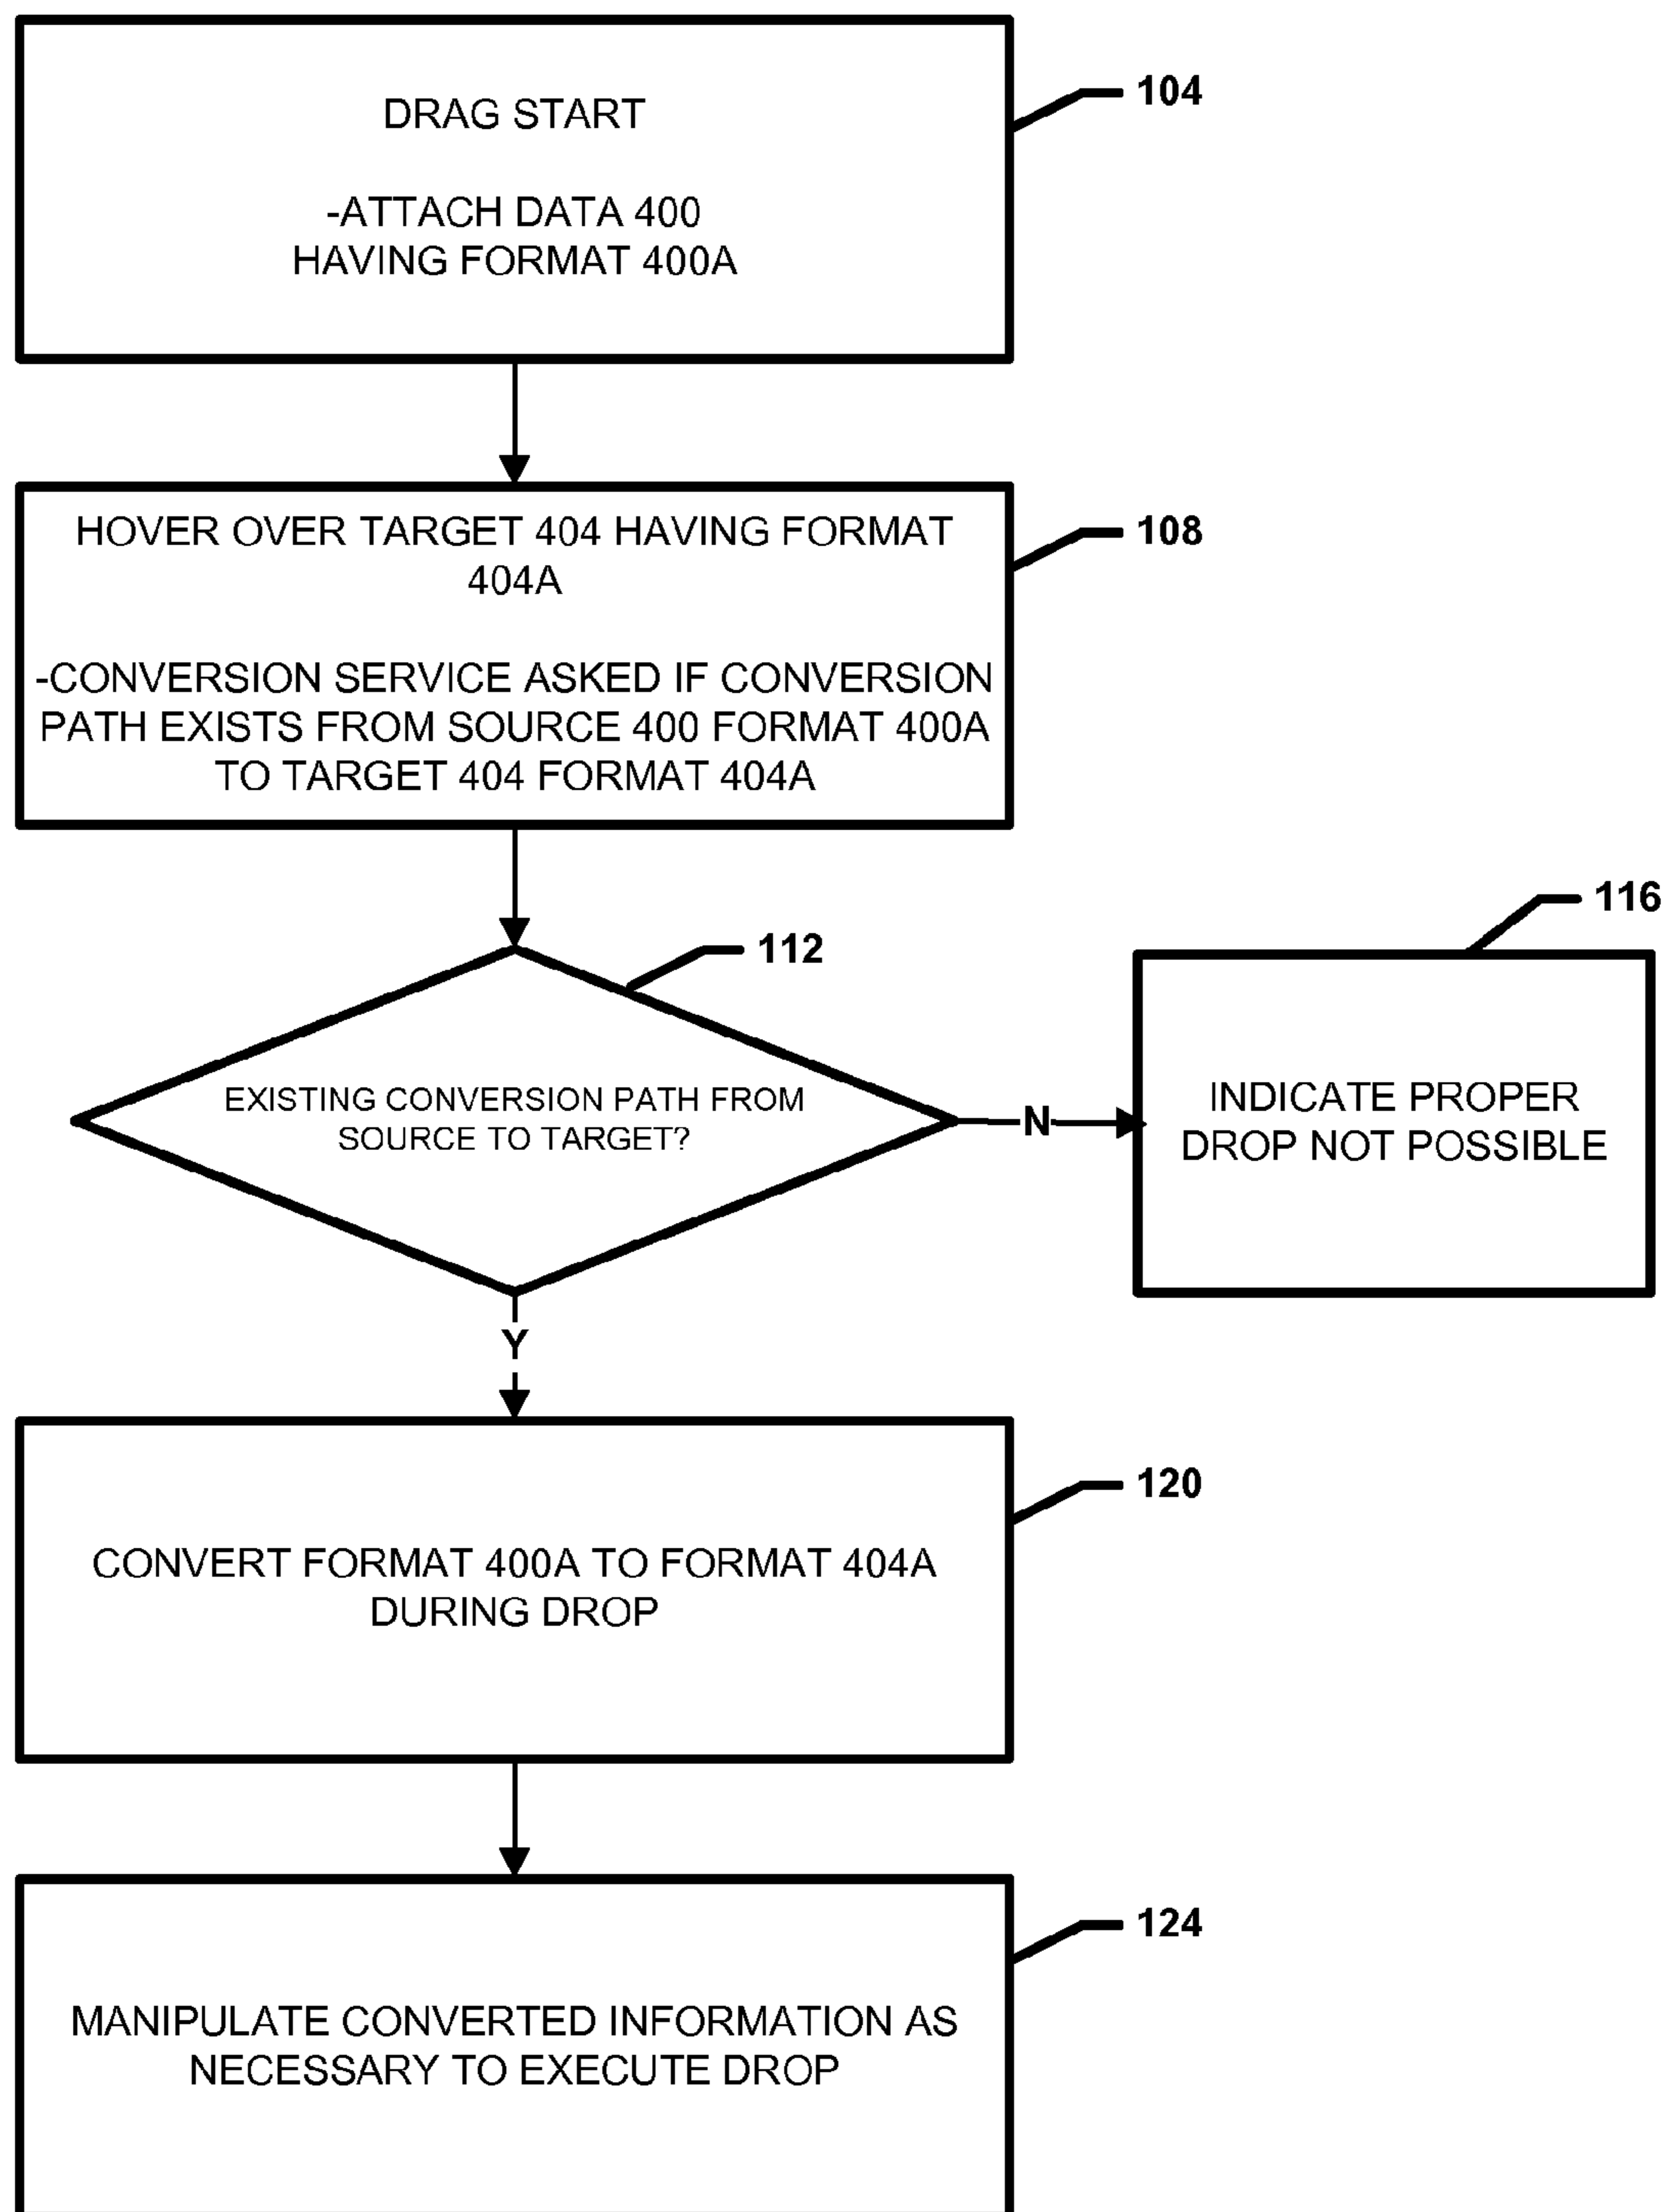 DRAG START
104
-ATTACH DATA 400
HAVING FORMAT 400A
HOVER OVER TARGET 404 HAVING FORMAT
404A
108
-CONVERSION SERVICE ASKED IF CONVERSION
PATH EXISTS FROM SOURCE 400 FORMAT 400A
TO TARGET 404 FORMAT 404A
112
EXISTING CONVERSION PATH FROM
SOURCE TO TARGET?
N
116
INDICATE PROPER
DROP NOT POSSIBLE
Y
120
CONVERT FORMAT 400A TO FORMAT 404A
DURING DROP
124
MANIPULATE CONVERTED INFORMATION AS
NECESSARY TO EXECUTE DROP